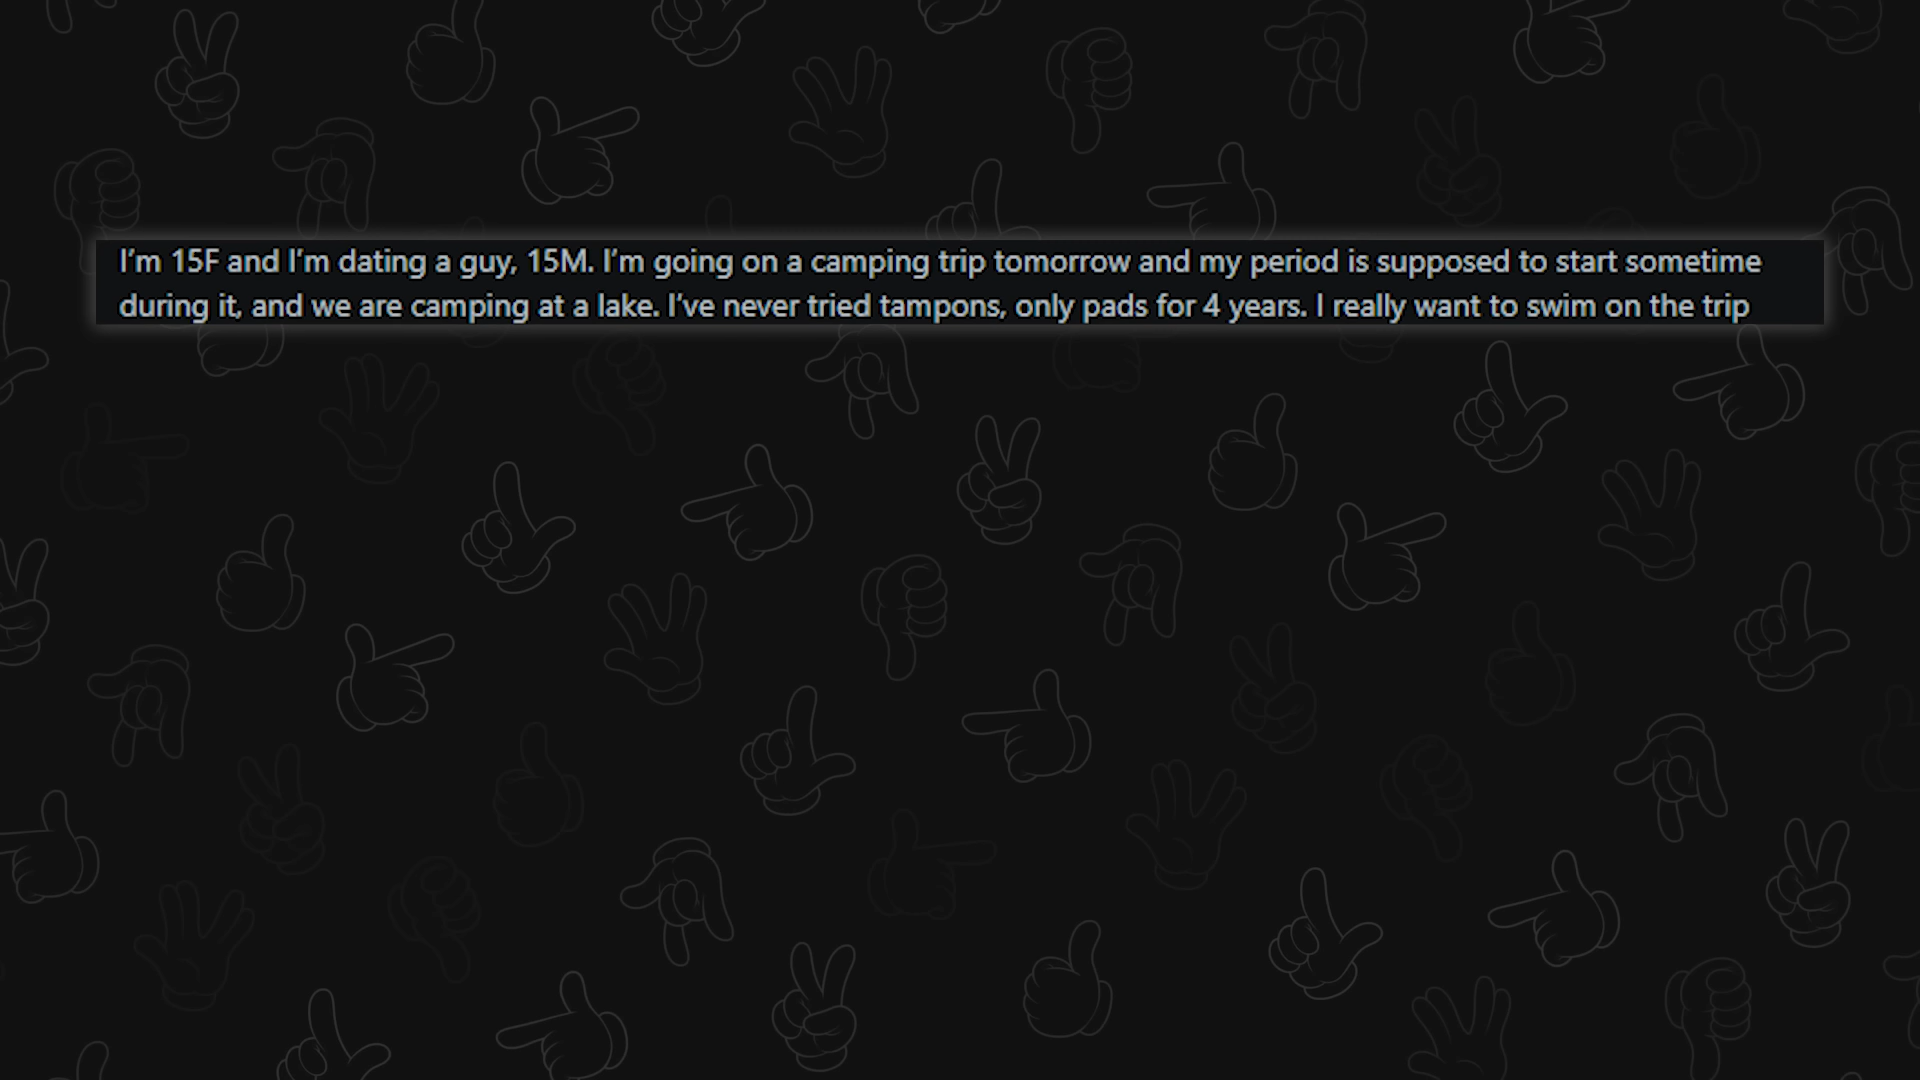 I’m 15F and I’m dating a guy, 15M. I’m going on a camping trip tomorrow and my period is supposed to start sometime
during it, and we are camping at a lake. I’ve never tried tampons, only pads for 4 years. I really want to swim on the trip